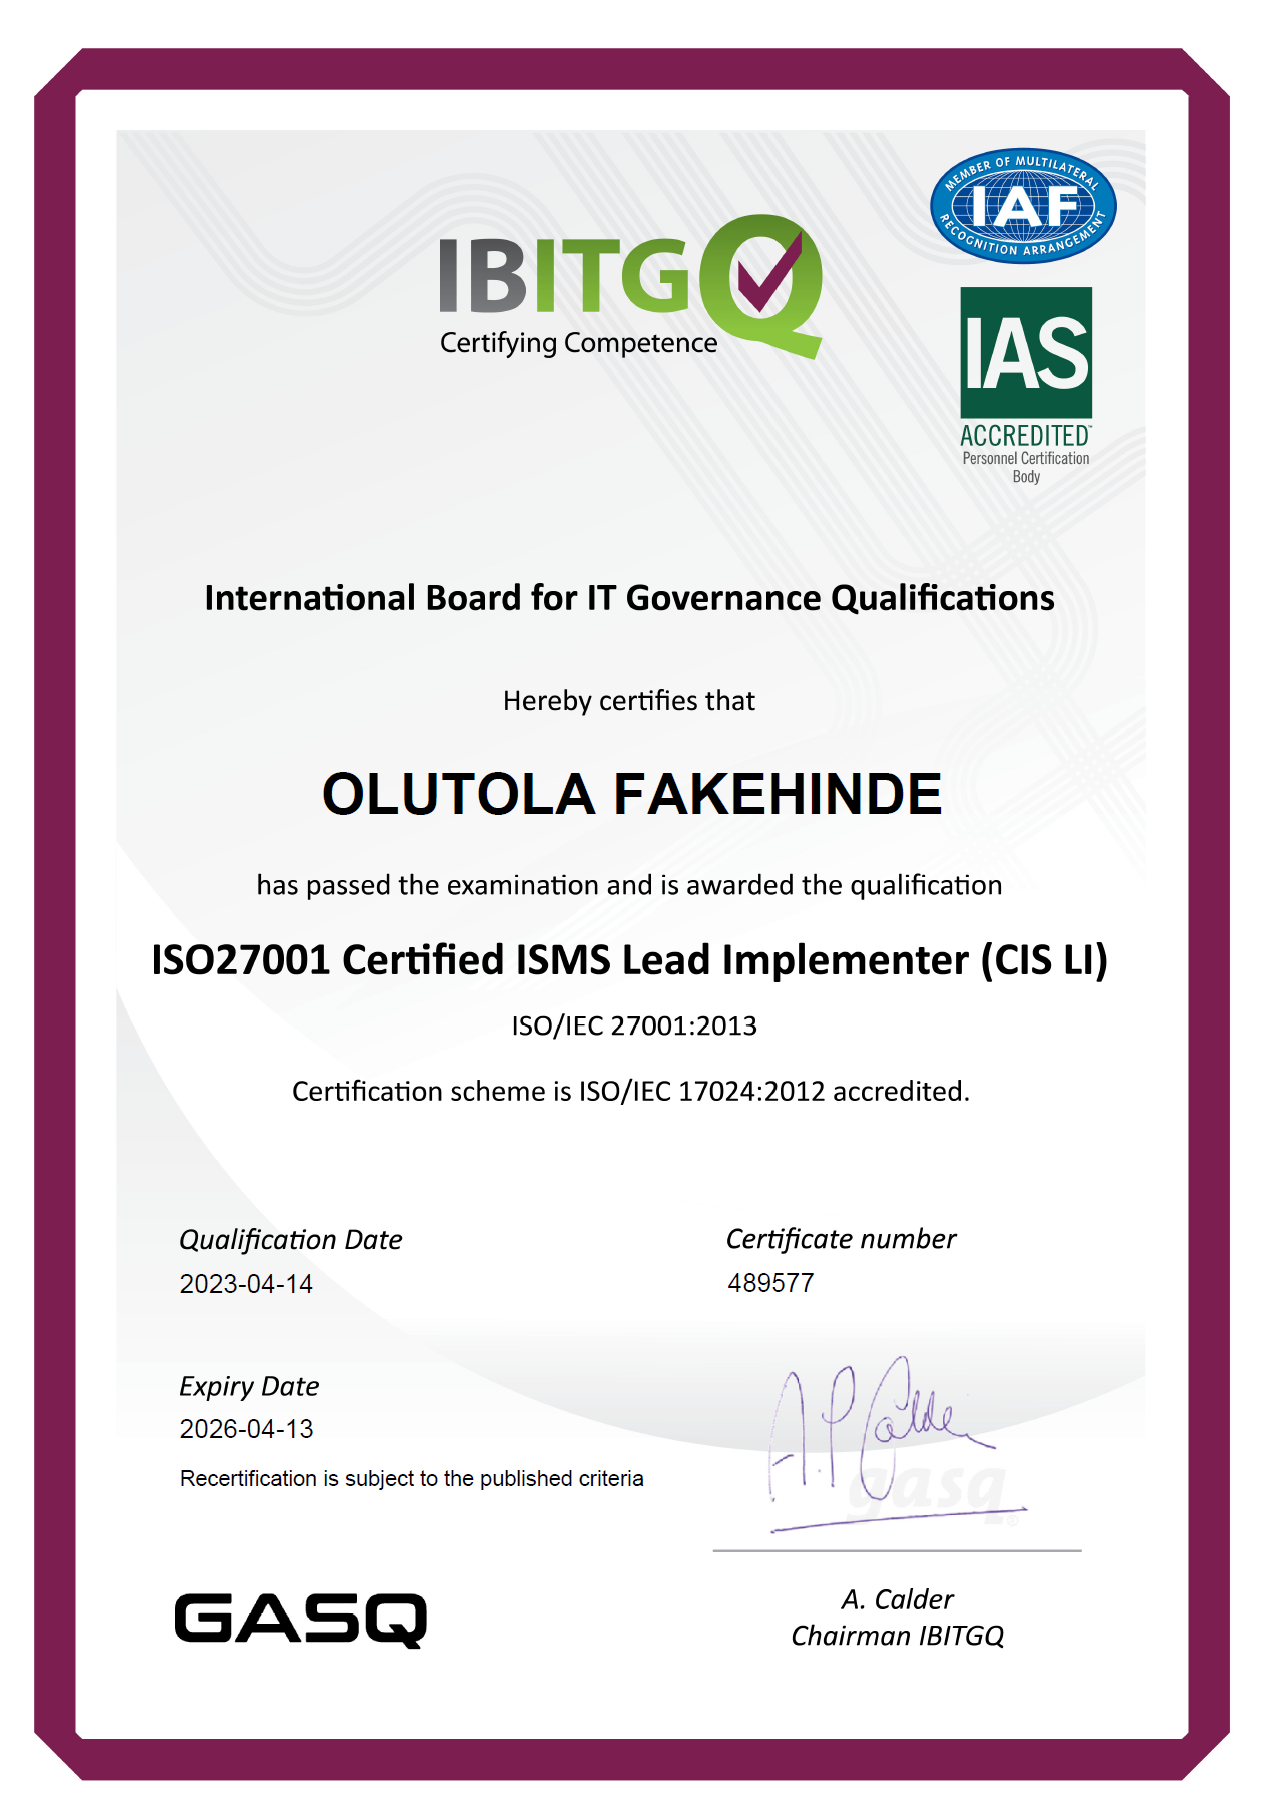 MEMBER OF MULTILATERAL
IAF
RECOGNITION ARRANGEMENT
IBITGQ
Certifying Competence
IAS
ACCREDITED™
Personnel Certification
Body
International Board for IT Governance Qualifications
Hereby certifies that
OLUTOLA FAKEHINDE
has passed the examination and is awarded the qualification
ISO27001 Certified ISMS Lead Implementer (CIS LI)
ISO/IEC 27001:2013
Certification scheme is ISO/IEC 17024:2012 accredited.
Qualification Date
2023-04-14
Certificate number
489577
Expiry Date
2026-04-13
Recertification is subject to the published criteria
A.P Calder
gasq®
A. Calder
Chairman IBITGQ
GASQ